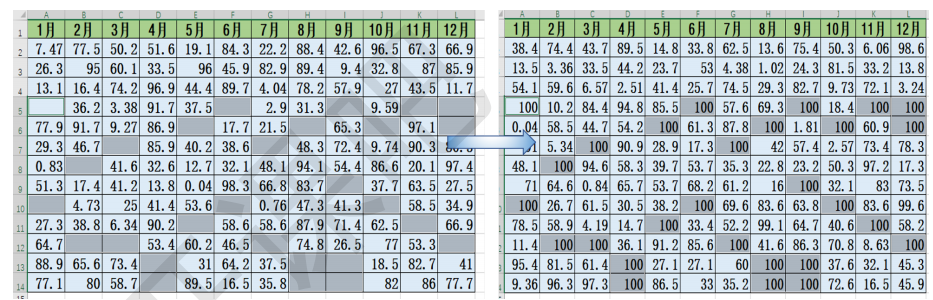 A B C D E F G H I J K L
1 1月 2月 3月 4月 5月 6月 7月 8月 9月 10月 11月 12月
2 7.47 77.5 50.2 51.6 19.1 84.3 22.2 88.4 42.6 96.5 67.3 66.9
3 26.3 95 60.1 33.5 96 45.9 82.9 89.4 9.4 32.8 87 85.9
4 13.1 16.4 74.2 96.9 44.4 89.7 4.04 78.2 57.9 27 43.5 11.7
5 36.2 3.38 91.7 37.5 2.9 31.3 9.59
6 77.9 91.7 9.27 86.9 17.7 21.5 65.3 97.1
7 29.3 46.7 85.9 40.2 38.6 48.3 72.4 9.74 90.3
8 0.83 41.6 32.6 12.7 32.1 4.8 94.1 54.4 86.6 20.1 97.4
9 51.3 17.4 41.2 13.8 0.04 98.3 66.8 83.7 37.7 63.5 27.5
10 4.73 25 41.4 53.6 1.76 47.3 41.3 58.5 34.9
11 27.3 38.8 6.34 90.2 58.6 58.6 87.9 71.4 62.5 66.9
12 64.7 53.4 60.2 46.5 74.8 26.5 77 53.3
13 88.9 65.6 73.4 31 64.2 37.5 18.5 82.7 41
14 77.1 80 58.7 89.5 16.5 35.8 82 86 77.7
A B C D E F G H I J K L
1月 2月 3月 4月 5月 6月 7月 8月 9月 10月 11月 12月
38.4 74.4 43.7 89.5 14.8 33.8 62.5 13.6 75.4 50.3 6.06 98.6
13.5 3.36 33.5 44.2 23.7 53 4.38 1.02 24.3 81.5 33.2 13.8
54.1 59.6 6.57 2.51 41.4 25.7 74.5 29.3 82.7 9.73 72.1 3.24
100 10.2 84.4 94.8 85.5 100 57.6 69.3 100 18.4 100 100
0.04 58.5 44.7 54.2 100 61.3 87.8 100 1.81 100 60.9 100
5.34 100 90.9 28.9 17.3 100 42 57.4 2.57 73.4 78.3
48.1 100 94.6 58.3 39.7 53.7 35.3 22.8 23.2 50.3 97.2 17.3
71 64.6 0.84 65.7 53.7 68.2 61.2 16 100 32.1 83 73.5
100 26.7 61.5 30.5 38.2 100 69.6 83.6 63.8 100 83.6 99.6
78.5 58.9 4.19 14.7 100 33.4 52.2 99.1 64.7 40.6 100 58.2
11.4 100 100 36.1 91.2 85.6 100 41.6 86.3 70.8 8.63 100
95.4 81.5 61.4 100 27.1 27.1 60 100 100 37.6 32.1 45.3
9.36 96.3 97.3 100 86.5 33 35.2 100 100 72.6 16.5 45.9